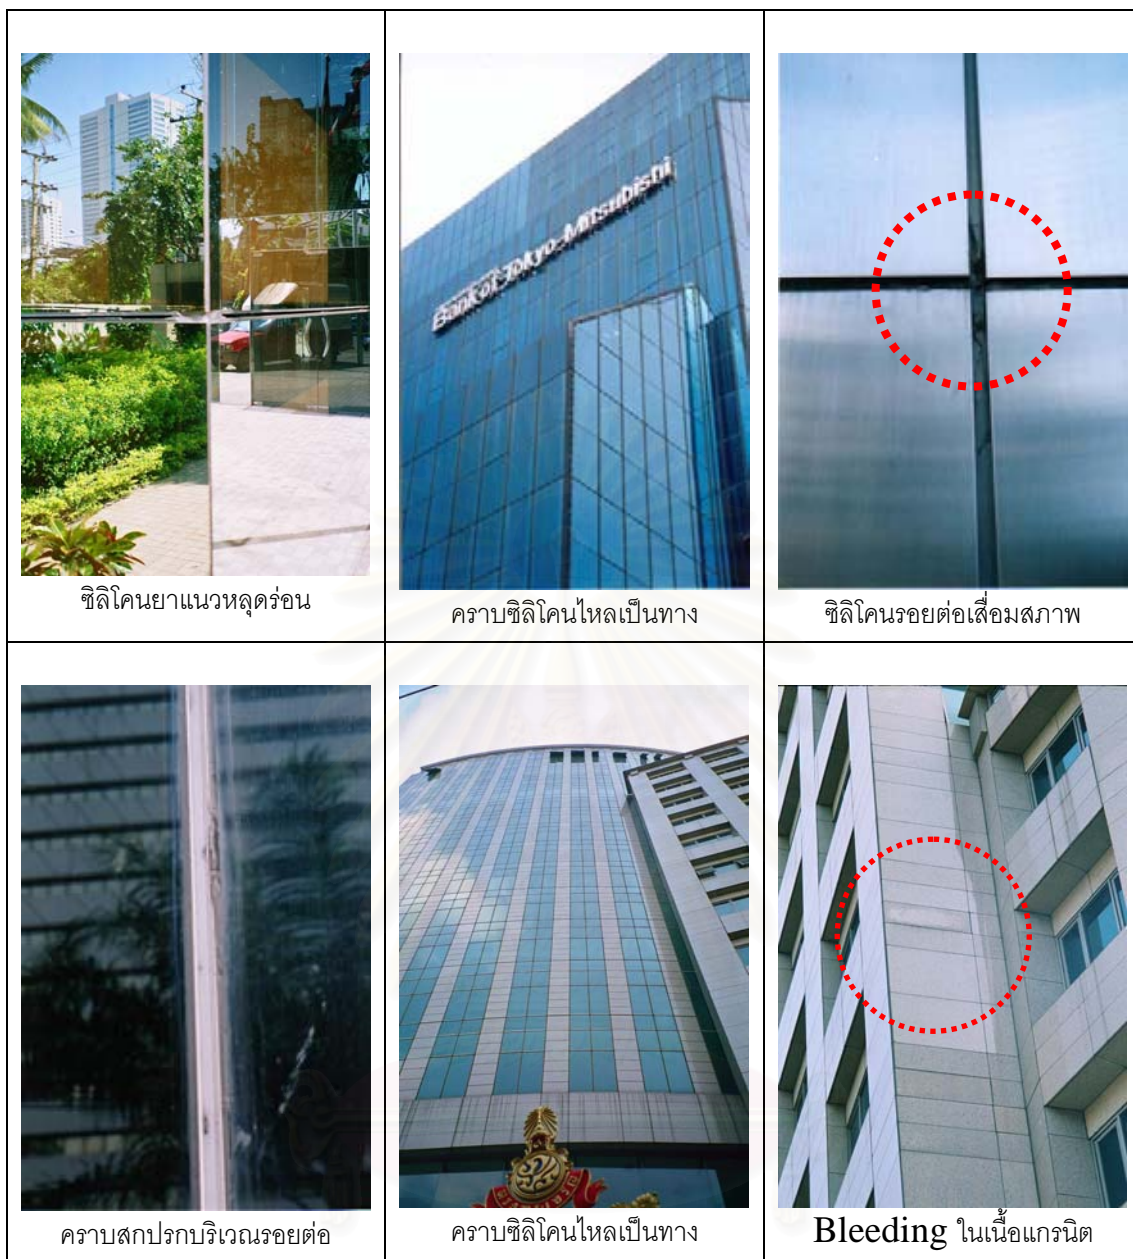 Bank of Tokyo-Mitsubishi
ซิลิโคนยาแนวหลุดร่อน
คราบซิลิโคนไหลเป็นทาง
ซิลิโคนรอยต่อเสื่อมสภาพ
คราบสกปรกบริเวณรอยต่อ
คราบซิลิโคนไหลเป็นทาง
Bleeding ในเนื้อแกรนิต